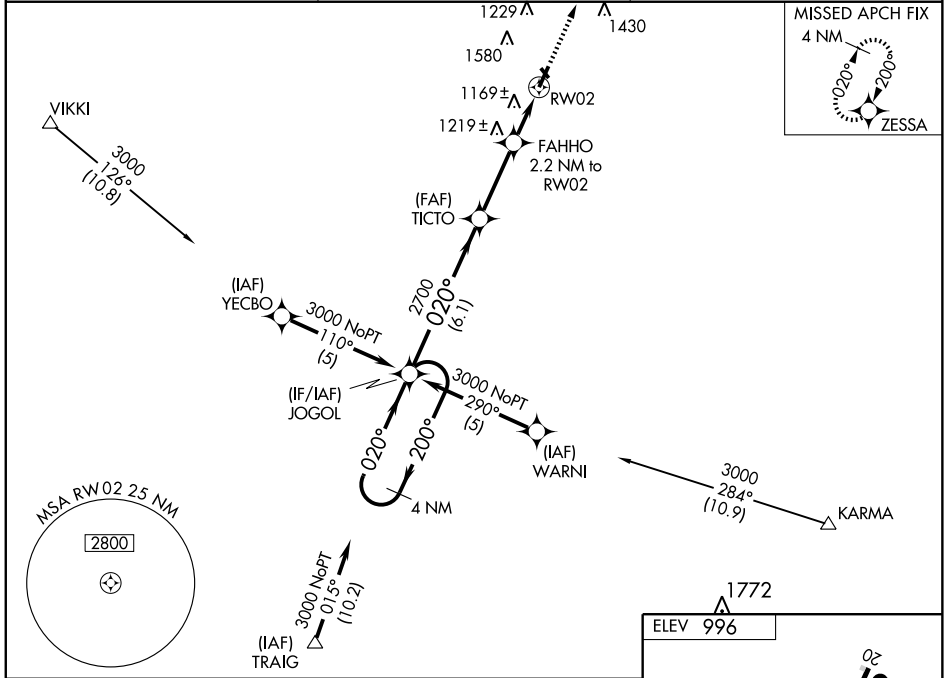 1229
1430
1580
1169±
RW02
1219±
FAHHO
2.2 NM to
RW02
MISSED APCH FIX
4 NM
020°
200°
ZESSA
VIKKI
3000
126°
(10.8)
(FAF)
TICTO
(IAF)
YECBO
3000 NoPT
110°
(5)
2700
020°
(6.1)
(IF/IAF)
JOGOL
3000 NoPT
290°
(5)
(IAF)
WARNI
020°
200°
4 NM
3000
284°
(10.9)
KARMA
MSA RW02 25 NM
2800
3000 NoPT
015°
(10.2)
(IAF)
TRAIG
1772
ELEV 996
20